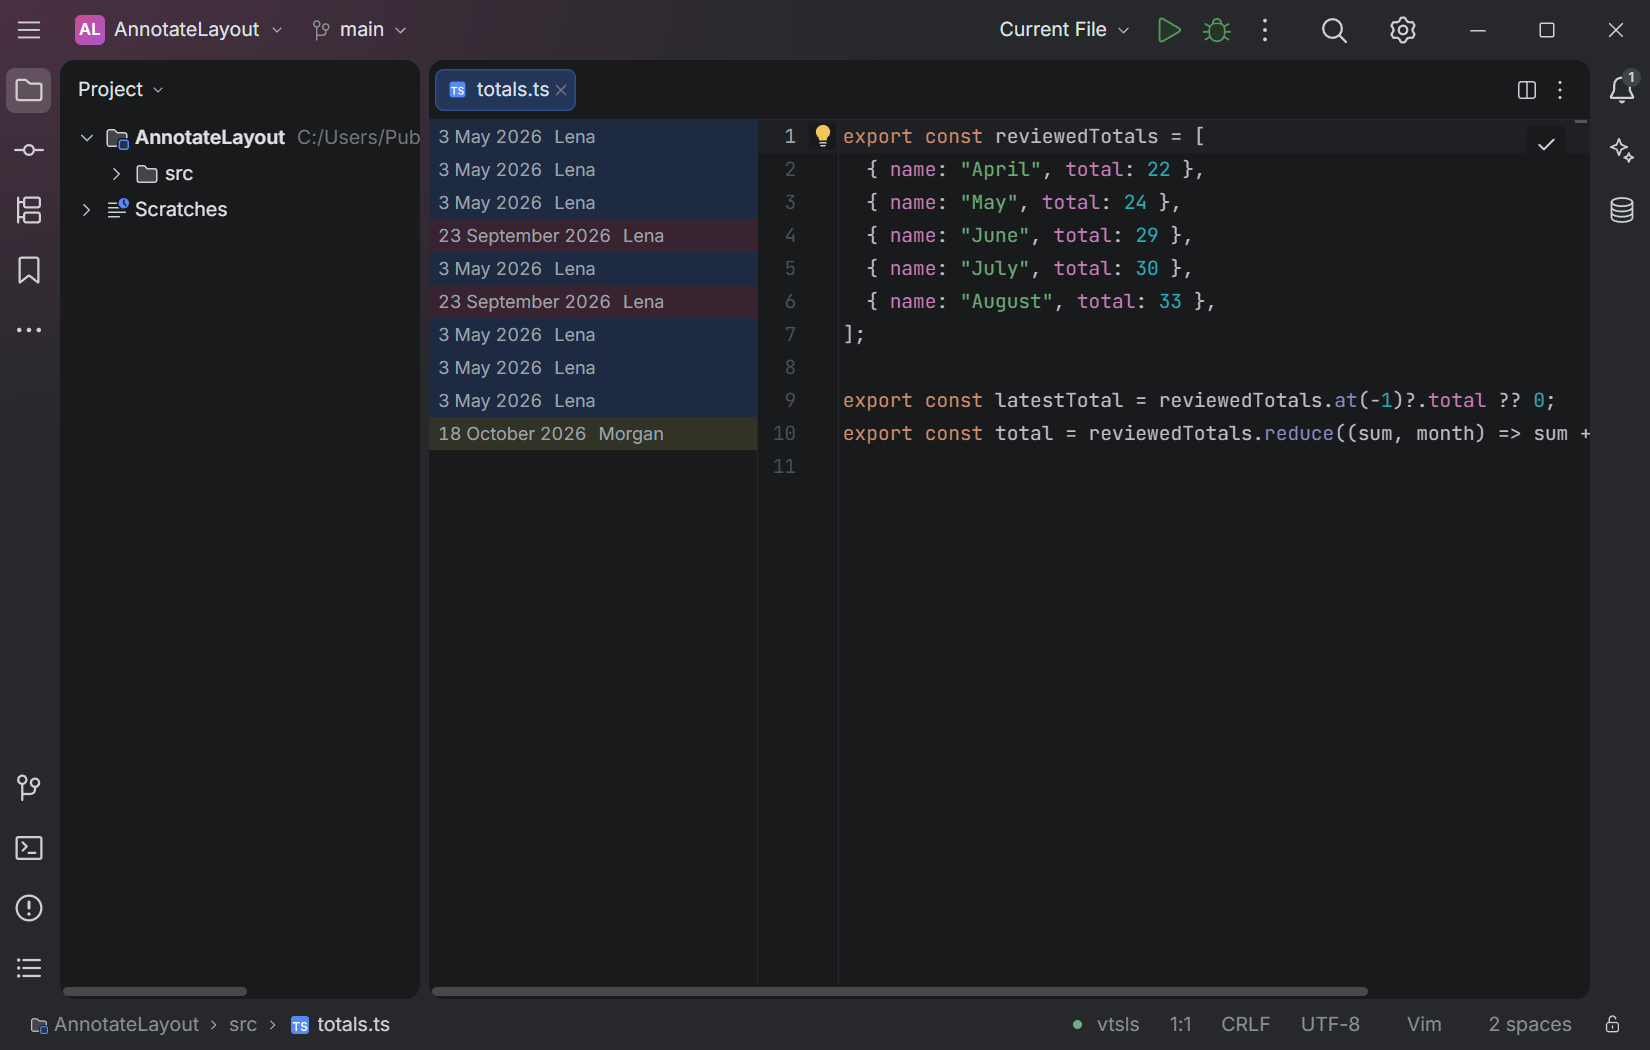 AL AnnotateLayout main Current File
Project
totals.ts
1
AnnotateLayout C:/Users/Pub
src
Scratches
3 May 2026 Lena 1 export const reviewedTotals = [
3 May 2026 Lena 2 { name: "April", total: 22 },
3 May 2026 Lena 3 { name: "May", total: 24 },
23 September 2026 Lena 4 { name: "June", total: 29 },
3 May 2026 Lena 5 { name: "July", total: 30 },
23 September 2026 Lena 6 { name: "August", total: 33 },
3 May 2026 Lena 7 ];
3 May 2026 Lena 8
3 May 2026 Lena 9 export const latestTotal = reviewedTotals.at(-1)?.total ?? 0;
18 October 2026 Morgan 10 export const total = reviewedTotals.reduce((sum, month) => sum +
11
AnnotateLayout > src > TS totals.ts vtsls 1:1 CRLF UTF-8 Vim 2 spaces